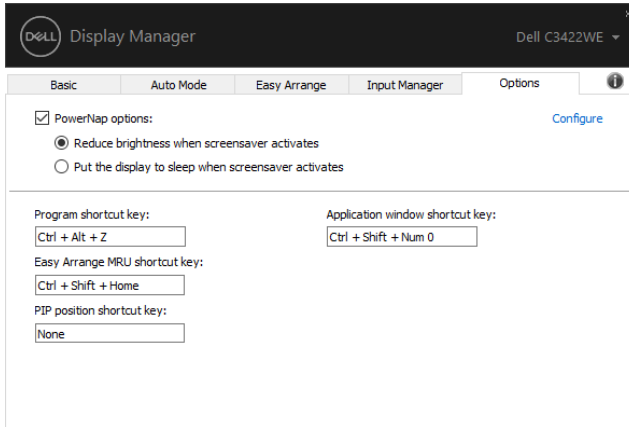 DELL Display Manager
Dell C3422WE
Basic Auto Mode Easy Arrange Input Manager Options
PowerNap options:
Configure
Reduce brightness when screensaver activates
Put the display to sleep when screensaver activates
Program shortcut key:
Application window shortcut key:
Ctrl + Alt + Z
Ctrl + Shift + Num 0
Easy Arrange MRU shortcut key:
Ctrl + Shift + Home
PIP position shortcut key:
None